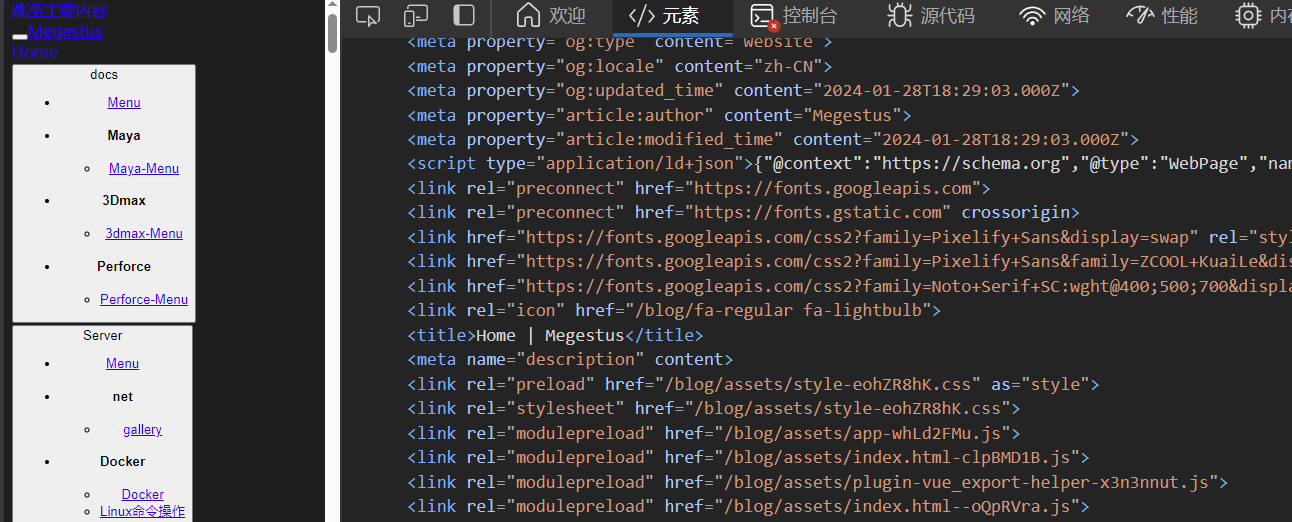 跳至主要内容
Megestus
Home
docs
Menu
Maya
Maya-Menu
3Dmax
3dmax-Menu
Perforce
Perforce-Menu
Server
Menu
net
gallery
Docker
Docker
Linux命令操作
欢迎
</> 元素
控制台
源代码
网络
性能
内存
<meta property="og:type" content="website">
<meta property="og:locale" content="zh-CN">
<meta property="og:updated_time" content="2024-01-28T18:29:03.000Z">
<meta property="article:author" content="Megestus">
<meta property="article:modified_time" content="2024-01-28T18:29:03.000Z">
<script type="application/ld+json">{"@context":"https://schema.org","@type":"WebPage","nam
<link rel="preconnect" href="https://fonts.googleapis.com">
<link rel="preconnect" href="https://fonts.gstatic.com" crossorigin>
<link href="https://fonts.googleapis.com/css2?family=Pixelify+Sans&display=swap" rel="styl
<link href="https://fonts.googleapis.com/css2?family=Pixelify+Sans&family=ZCOOL+KuaiLe&dis
<link href="https://fonts.googleapis.com/css2?family=Noto+Serif+SC:wght@400;500;700&displa
<link rel="icon" href="/blog/fa-regular fa-lightbulb">
<title>Home | Megestus</title>
<meta name="description" content>
<link rel="preload" href="/blog/assets/style-eohZR8hK.css" as="style">
<link rel="stylesheet" href="/blog/assets/style-eohZR8hK.css">
<link rel="modulepreload" href="/blog/assets/app-whLd2FMu.js">
<link rel="modulepreload" href="/blog/assets/index.html-clpBMD1B.js">
<link rel="modulepreload" href="/blog/assets/plugin-vue_export-helper-x3n3nnut.js">
<link rel="modulepreload" href="/blog/assets/index.html--oQpRVra.js">